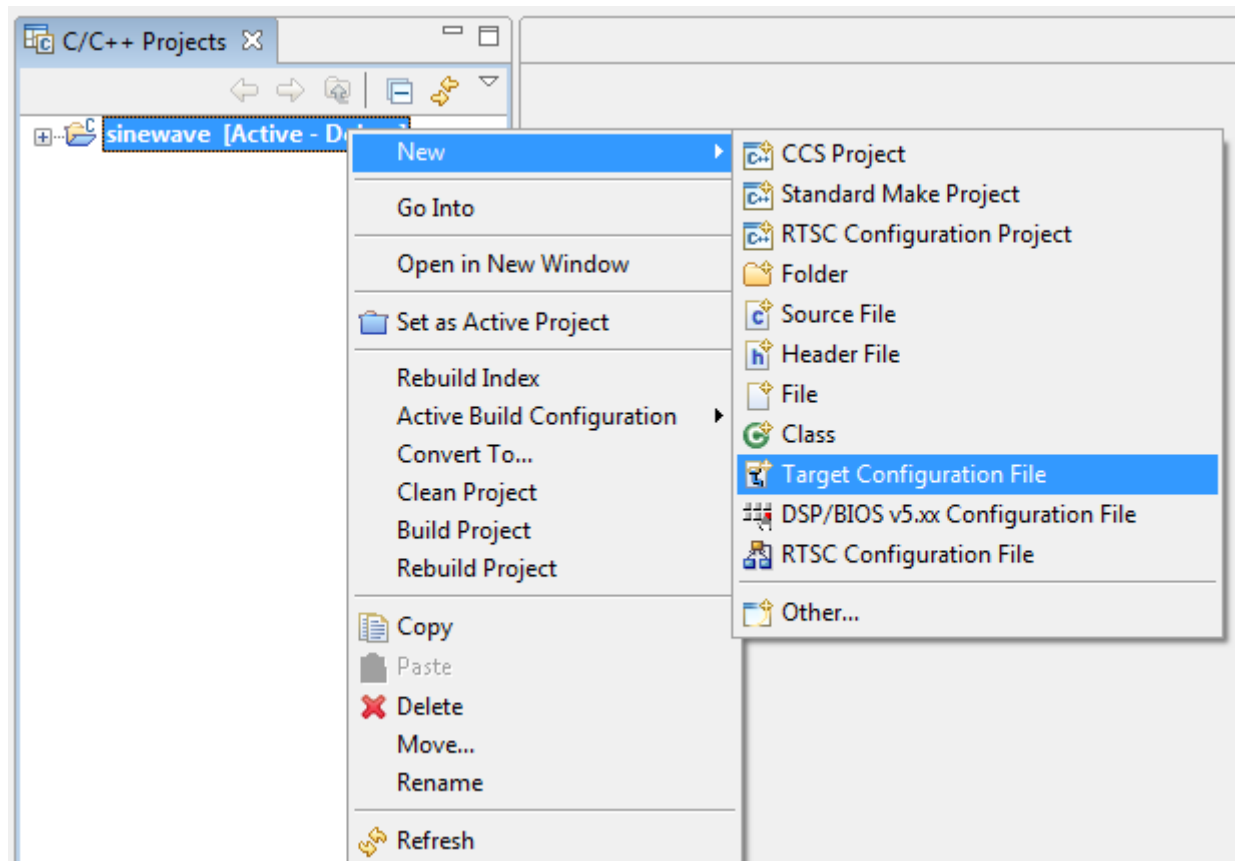 C/C++ Projects
sinewave [Active - D
New
Go Into
Open in New Window
Set as Active Project
Rebuild Index
Active Build Configuration
Convert To...
Clean Project
Build Project
Rebuild Project
Copy
Paste
Delete
Move...
Rename
Refresh
CCS Project
Standard Make Project
RTSC Configuration Project
Folder
Source File
Header File
File
Class
Target Configuration File
DSP/BIOS v5.xx Configuration File
RTSC Configuration File
Other...